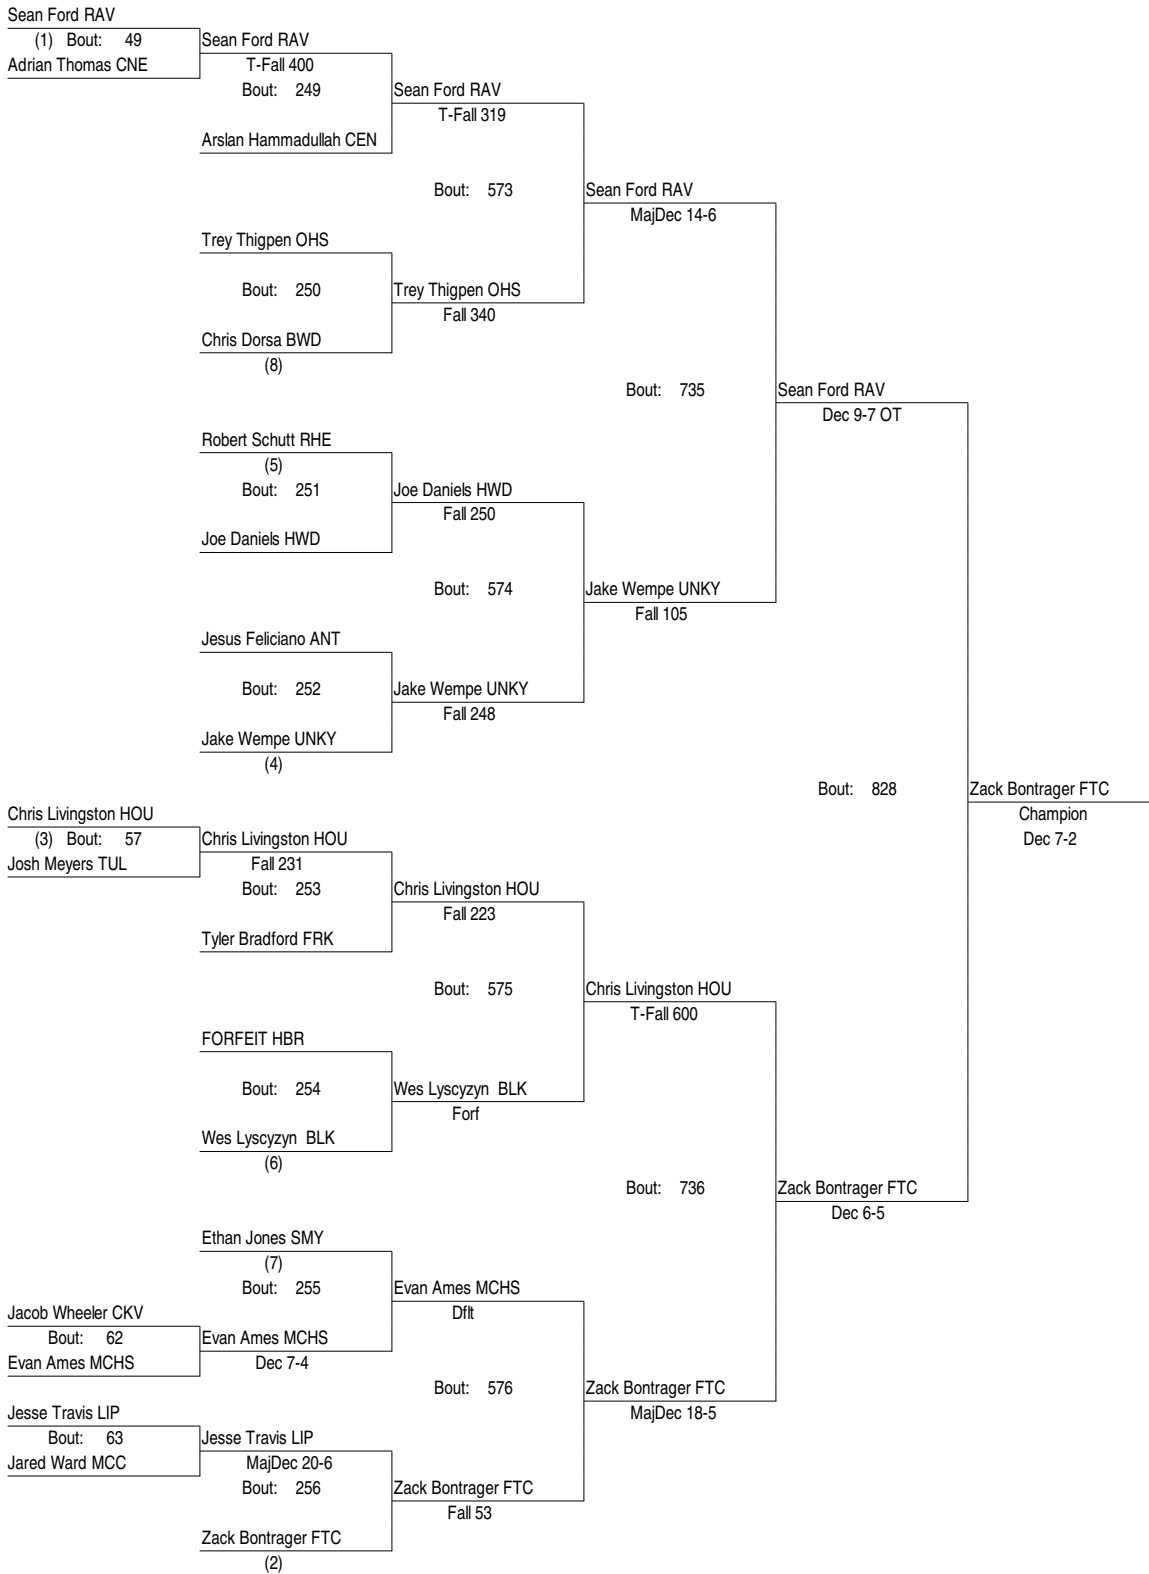 Sean Ford RAV
(1) Bout: 49
Sean Ford RAV
Adrian Thomas CNE
T-Fall 400
Bout: 249
Sean Ford RAV
T-Fall 319
Arslan Hammadullah CEN
Bout: 573
Sean Ford RAV
MajDec 14-6
Trey Thigpen OHS
Bout: 250
Trey Thigpen OHS
Fall 340
Chris Dorsa BWD
(8)
Bout: 735
Sean Ford RAV
Dec 9-7 OT
Robert Schutt RHE
(5)
Bout: 251
Joe Daniels HWD
Fall 250
Joe Daniels HWD
Bout: 574
Jake Wempe UNKY
Fall 105
Jesus Feliciano ANT
Bout: 252
Jake Wempe UNKY
Fall 248
Jake Wempe UNKY
(4)
Bout: 828
Zack Bontrager FTC
Champion
Dec 7-2
Chris Livingston HOU
(3) Bout: 57
Chris Livingston HOU
Josh Meyers TUL
Fall 231
Bout: 253
Chris Livingston HOU
Fall 223
Tyler Bradford FRK
Bout: 575
Chris Livingston HOU
T-Fall 600
FORFEIT HBR
Bout: 254
Wes Lyscyzyn BLK
Forf
Wes Lyscyzyn BLK
(6)
Bout: 736
Zack Bontrager FTC
Dec 6-5
Ethan Jones SMY
(7)
Bout: 255
Evan Ames MCHS
Dflt
Jacob Wheeler CKV
Bout: 62
Evan Ames MCHS
Evan Ames MCHS
Dec 7-4
Bout: 576
Zack Bontrager FTC
MajDec 18-5
Jesse Travis LIP
Bout: 63
Jesse Travis LIP
Jared Ward MCC
MajDec 20-6
Bout: 256
Zack Bontrager FTC
Fall 53
Zack Bontrager FTC
(2)